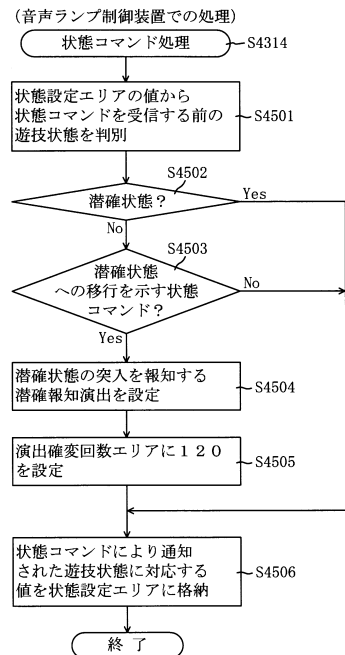 （音声ランプ制御装置での処理）
状態コマンド処理
S4314
状態設定エリアの値から
状態コマンドを受信する前の
遊技状態を判別
S4501
S4502
潜確状態？
Yes
No
S4503
潜確状態
への移行を示す状態
コマンド？
No
Yes
潜確状態の突入を報知する
潜確報知演出を設定
S4504
演出確変回数エリアに１２０
を設定
S4505
状態コマンドにより通知
された遊技状態に対応する
値を状態設定エリアに格納
S4506
終 了